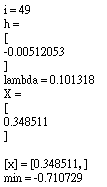 i = 49
h =
[
-0.00512053
]
lambda = 0.101318
X =
[
0.348511
]
[x] = [0.348511, ]
min = -0.710729